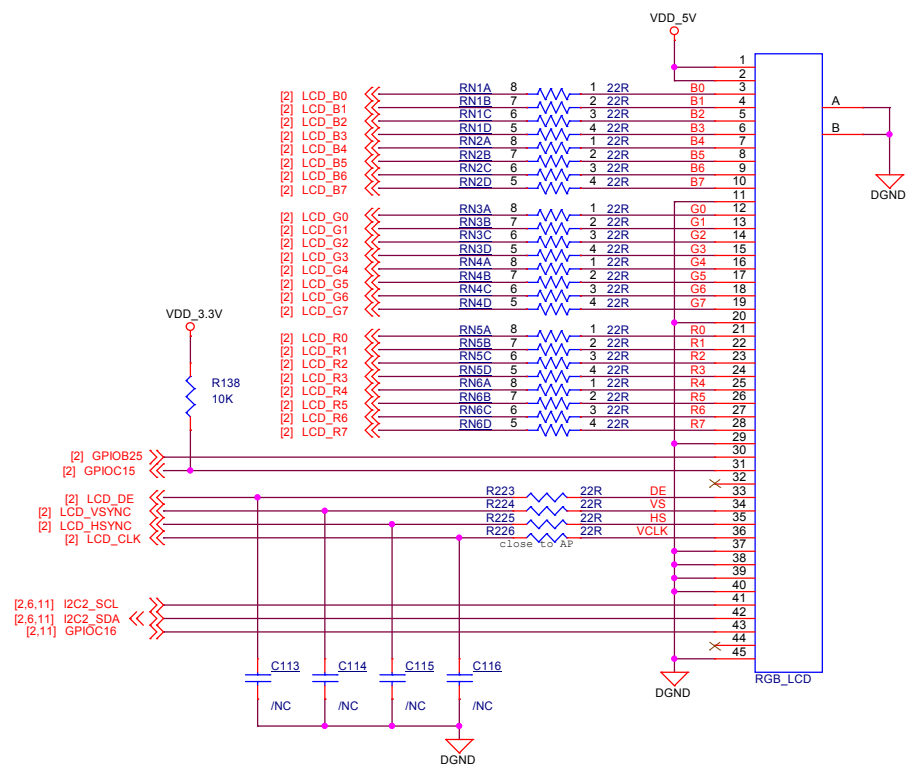 VDD_5V
1
2
RN1A 8 1 22R B0 3
[2] LCD_B0
RN1B 7 2 22R B1 4
[2] LCD_B1
RN1C 6 3 22R B2 5
[2] LCD_B2
RN1D 5 4 22R B3 6
[2] LCD_B3
RN2A 8 1 22R B4 7
[2] LCD_B4
RN2B 7 2 22R B5 8
[2] LCD_B5
RN2C 6 3 22R B6 9
[2] LCD_B6
RN2D 5 4 22R B7 10
[2] LCD_B7
A
B
DGND
11
RN3A 8 1 22R G0 12
[2] LCD_G0
RN3B 7 2 22R G1 13
[2] LCD_G1
RN3C 6 3 22R G2 14
[2] LCD_G2
RN3D 5 4 22R G3 15
[2] LCD_G3
RN4A 8 1 22R G4 16
[2] LCD_G4
RN4B 7 2 22R G5 17
[2] LCD_G5
RN4C 6 3 22R G6 18
[2] LCD_G6
RN4D 5 4 22R G7 19
[2] LCD_G7
20
VDD_3.3V
RN5A 8 1 22R R0 21
[2] LCD_R0
RN5B 7 2 22R R1 22
[2] LCD_R1
RN5C 6 3 22R R2 23
[2] LCD_R2
RN5D 5 4 22R R3 24
[2] LCD_R3
RN6A 8 1 22R R4 25
[2] LCD_R4
RN6B 7 2 22R R5 26
[2] LCD_R5
RN6C 6 3 22R R6 27
[2] LCD_R6
RN6D 5 4 22R R7 28
[2] LCD_R7
R138
10K
29
[2] GPIOB25 30
[2] GPIOC15 31
32
[2] LCD_DE R223 22R DE 33
[2] LCD_VSYNC R224 22R VS 34
[2] LCD_HSYNC R225 22R HS 35
[2] LCD_CLK R226 22R VCLK 36
close to AP
37
38
39
40
[2,6,11] I2C2_SCL 41
[2,6,11] I2C2_SDA 42
[2,11] GPIOC16 43
44
45
RGB_LCD
DGND
C113 C114 C115 C116
/NC /NC /NC /NC
DGND